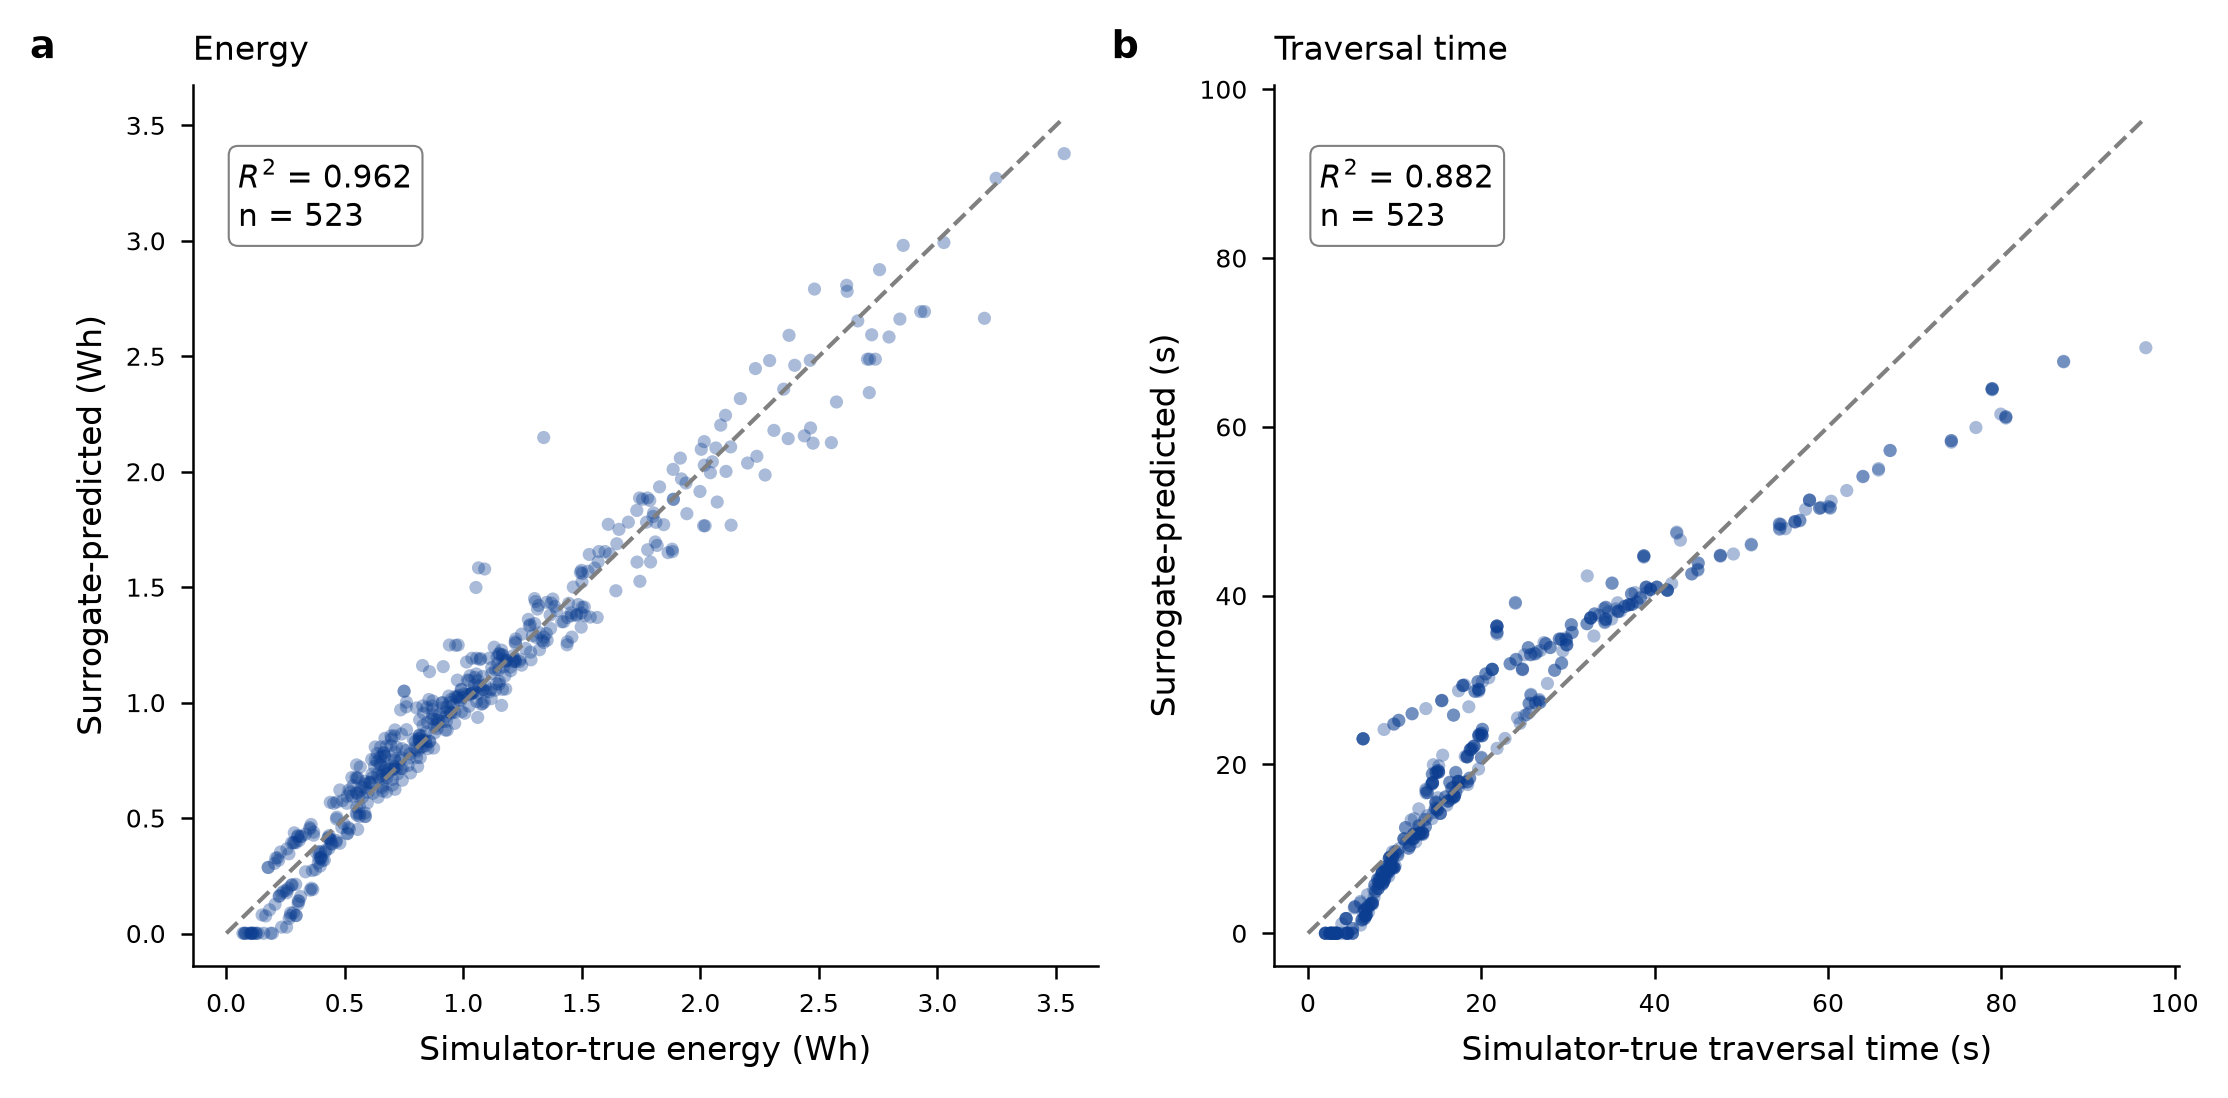 a
Energy
3.5
3.0
2.5
2.0
1.5
1.0
0.5
0.0
R² = 0.962
n = 523
Surrogate-predicted (Wh)
0.0 0.5 1.0 1.5 2.0 2.5 3.0 3.5
Simulator-true energy (Wh)
b
Traversal time
100
80
60
40
20
0
R² = 0.882
n = 523
Surrogate-predicted (s)
0 20 40 60 80 100
Simulator-true traversal time (s)